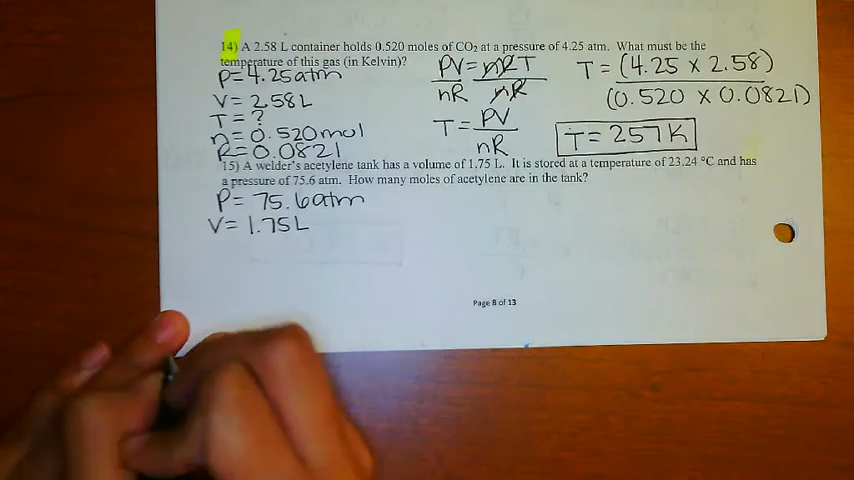 14) A 2.58 L container holds 0.520 moles of CO₂ at a pressure of 4.25 atm. What must be the
temperature of this gas (in Kelvin)?
P=4.25atm
V=2.58L
T=?
n=0.520mol
R=0.0821
PV=nRT
nR nR
T=PV
nR
T=(4.25 x 2.58)
(0.520 x 0.0821)
T=257K
15) A welder's acetylene tank has a volume of 1.75 L. It is stored at a temperature of 23.24 °C and has
a pressure of 75.6 atm. How many moles of acetylene are in the tank?
P= 75.6atm
V= 1.75L
Page 8 of 13